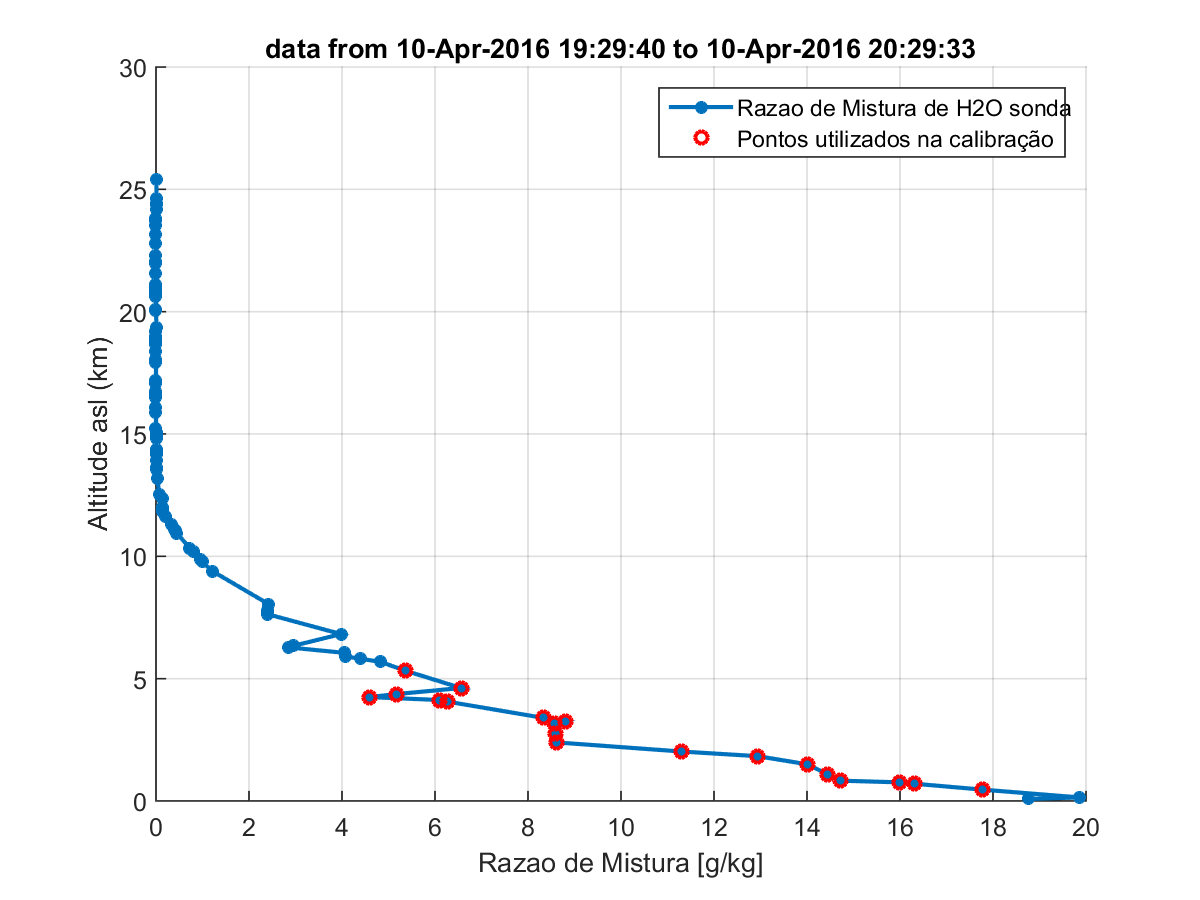 data from 10-Apr-2016 19:29:40 to 10-Apr-2016 20:29:33
Razao de Mistura de H2O sonda
Pontos utilizados na calibração
30
25
20
15
10
5
0
Altitude asl (km)
0 2 4 6 8 10 12 14 16 18 20
Razao de Mistura [g/kg]